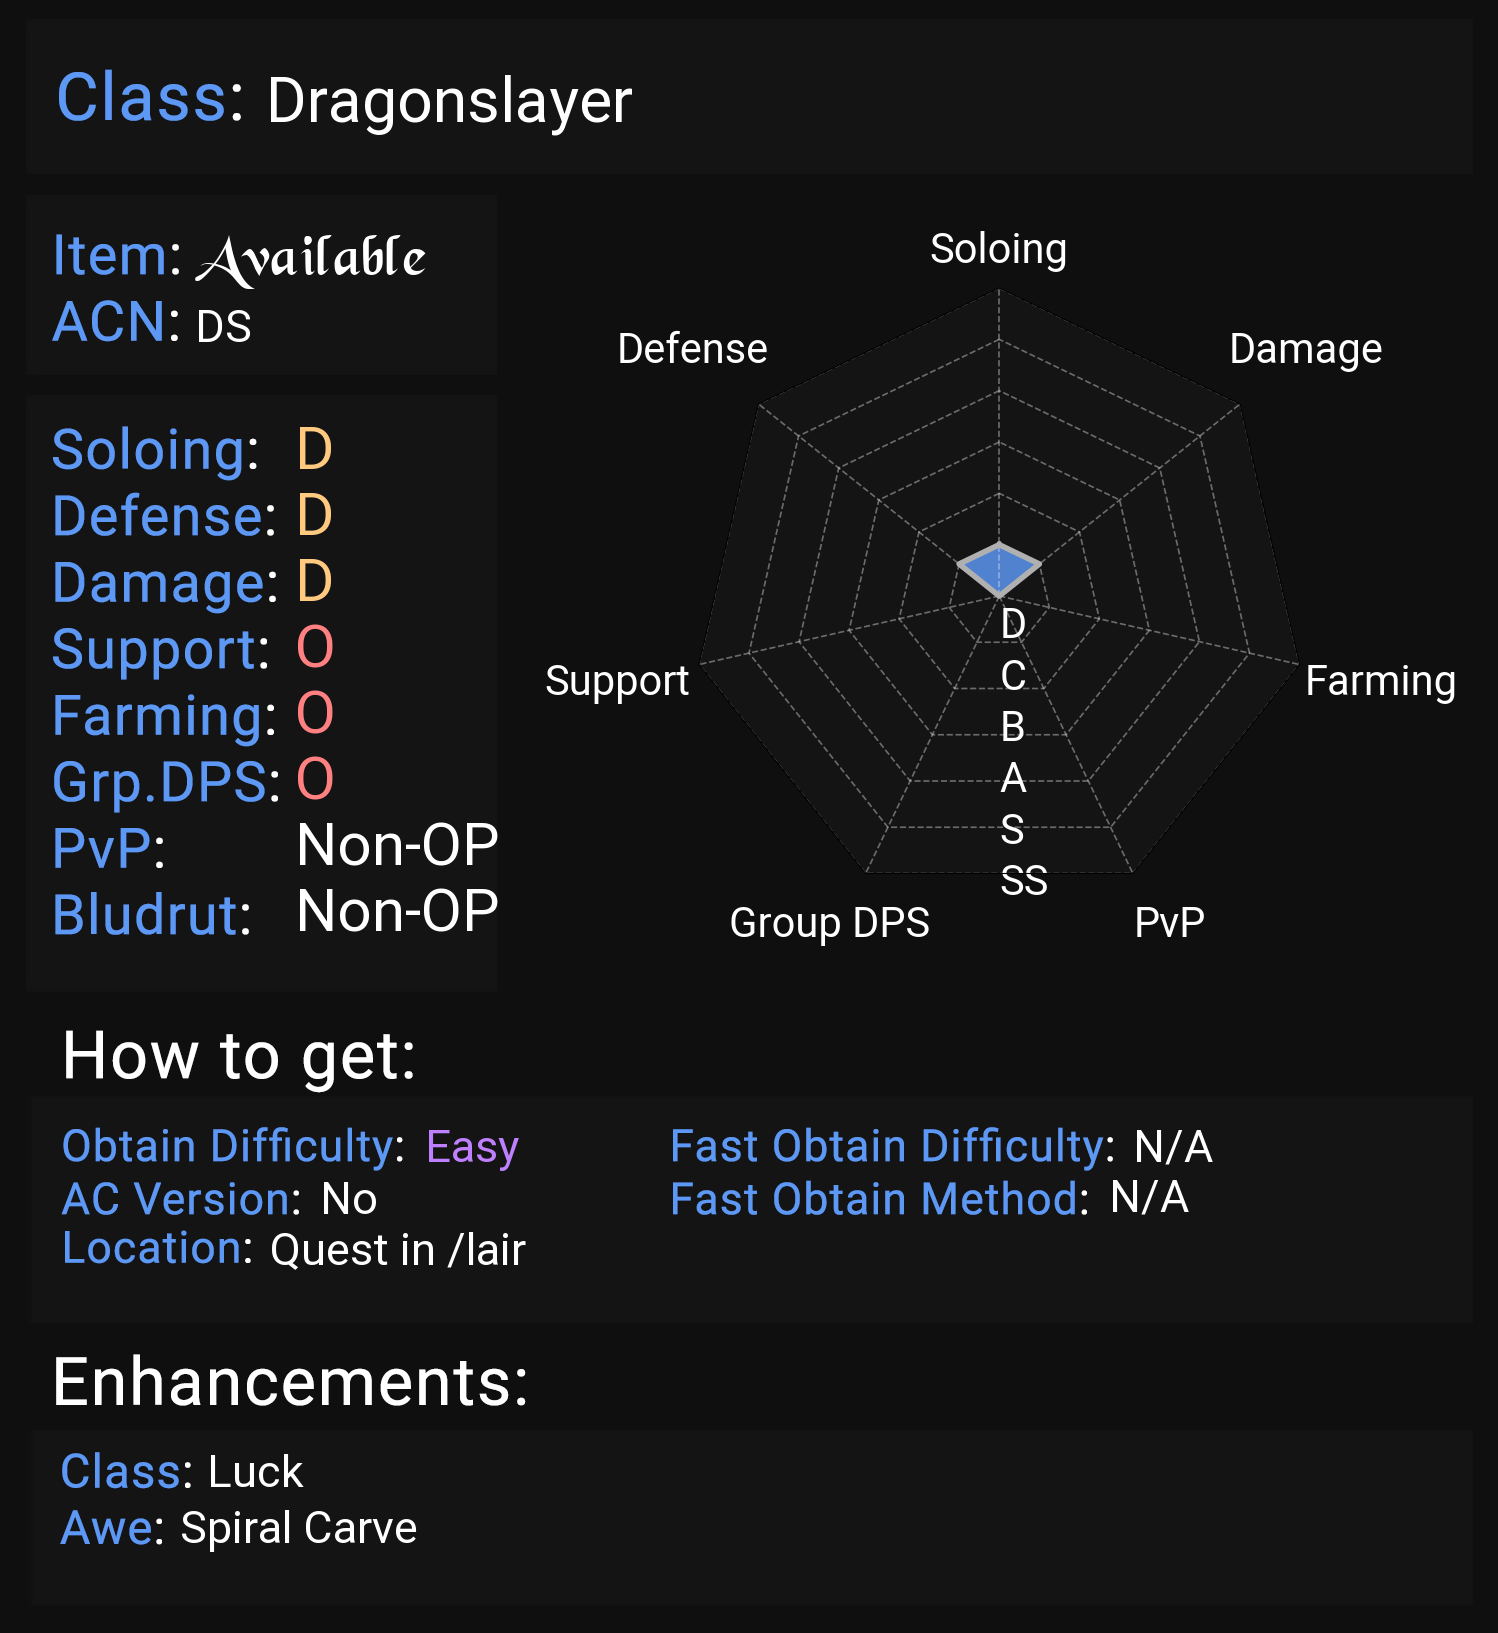 Class: Dragonslayer
Item: Available
ACN: DS
Soloing: D
Defense: D
Damage: D
Support: O
Farming: O
Grp.DPS: O
PvP: Non-OP
Bludrut: Non-OP
Soloing
Defense
Damage
Support
Farming
Group DPS
PvP
D
C
B
A
S
SS
How to get:
Obtain Difficulty: Easy
AC Version: No
Location: Quest in /lair
Fast Obtain Difficulty: N/A
Fast Obtain Method: N/A
Enhancements:
Class: Luck
Awe: Spiral Carve